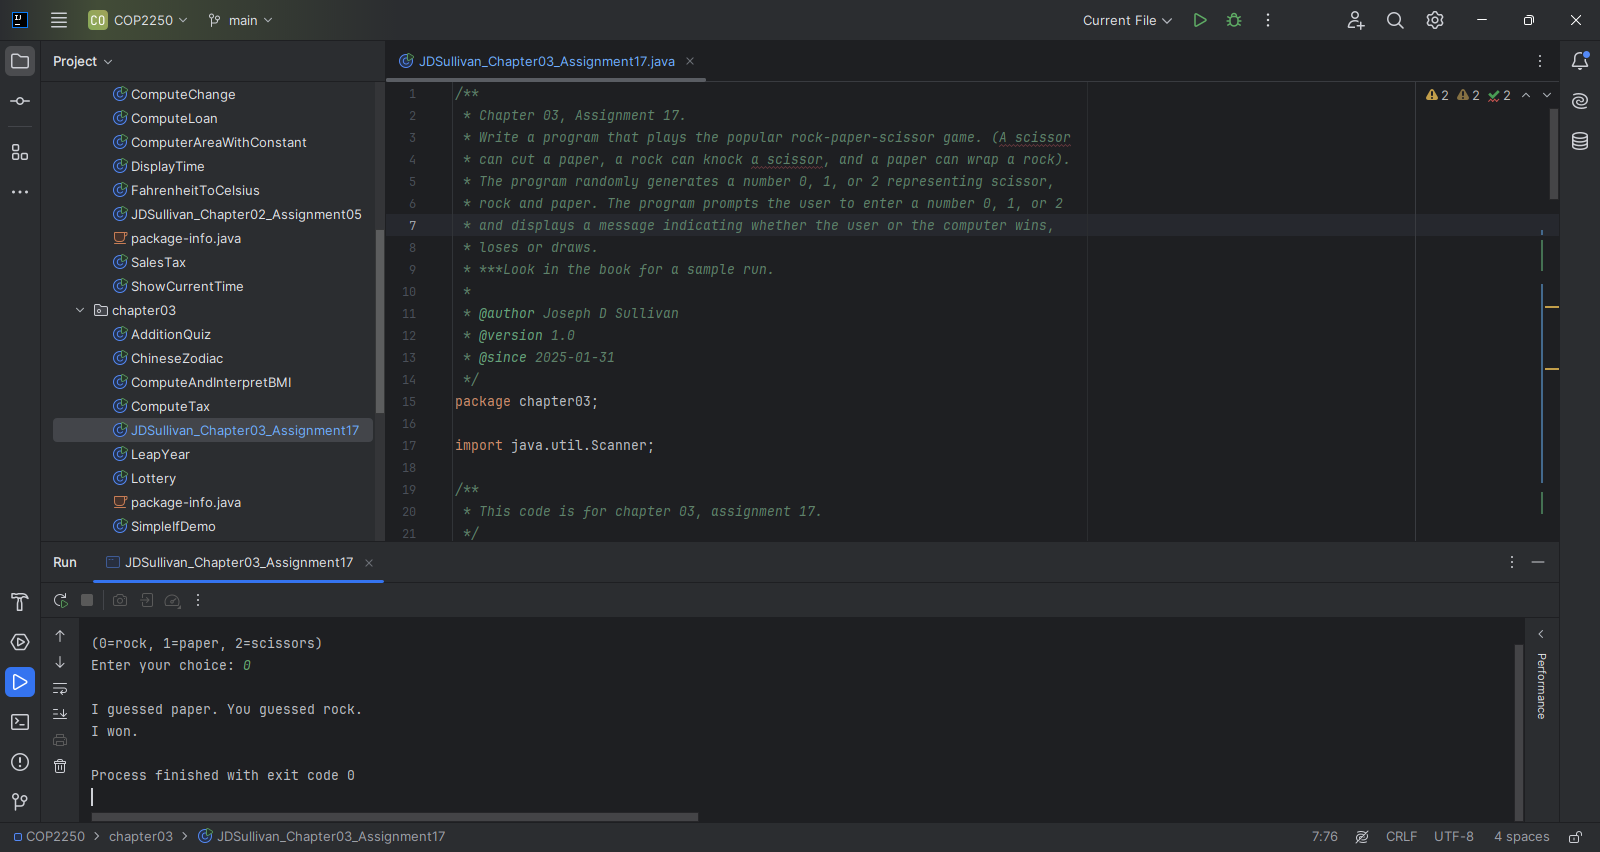 CO COP2250 main Current File
Project
JDSullivan_Chapter03_Assignment17.java
ComputeChange
ComputeLoan
ComputerAreaWithConstant
DisplayTime
FahrenheitToCelsius
JDSullivan_Chapter02_Assignment05
package-info.java
SalesTax
ShowCurrentTime
chapter03
AdditionQuiz
ChineseZodiac
ComputeAndInterpretBMI
ComputeTax
JDSullivan_Chapter03_Assignment17
LeapYear
Lottery
package-info.java
SimpleIfDemo
2 2 2
1 /**
2 * Chapter 03, Assignment 17.
3 * Write a program that plays the popular rock-paper-scissor game. (A scissor
4 * can cut a paper, a rock can knock a scissor, and a paper can wrap a rock).
5 * The program randomly generates a number 0, 1, or 2 representing scissor,
6 * rock and paper. The program prompts the user to enter a number 0, 1, or 2
7 * and displays a message indicating whether the user or the computer wins,
8 * loses or draws.
9 * ***Look in the book for a sample run.
10 *
11 * @author Joseph D Sullivan
12 * @version 1.0
13 * @since 2025-01-31
14 */
15 package chapter03;
16
17 import java.util.Scanner;
18
19 /**
20 * This code is for chapter 03, assignment 17.
21 */
Run JDSullivan_Chapter03_Assignment17
(0=rock, 1=paper, 2=scissors)
Enter your choice: 0
I guessed paper. You guessed rock.
I won.
Process finished with exit code 0
Performance
COP2250 > chapter03 > JDSullivan_Chapter03_Assignment17 7:76 CRLF UTF-8 4 spaces